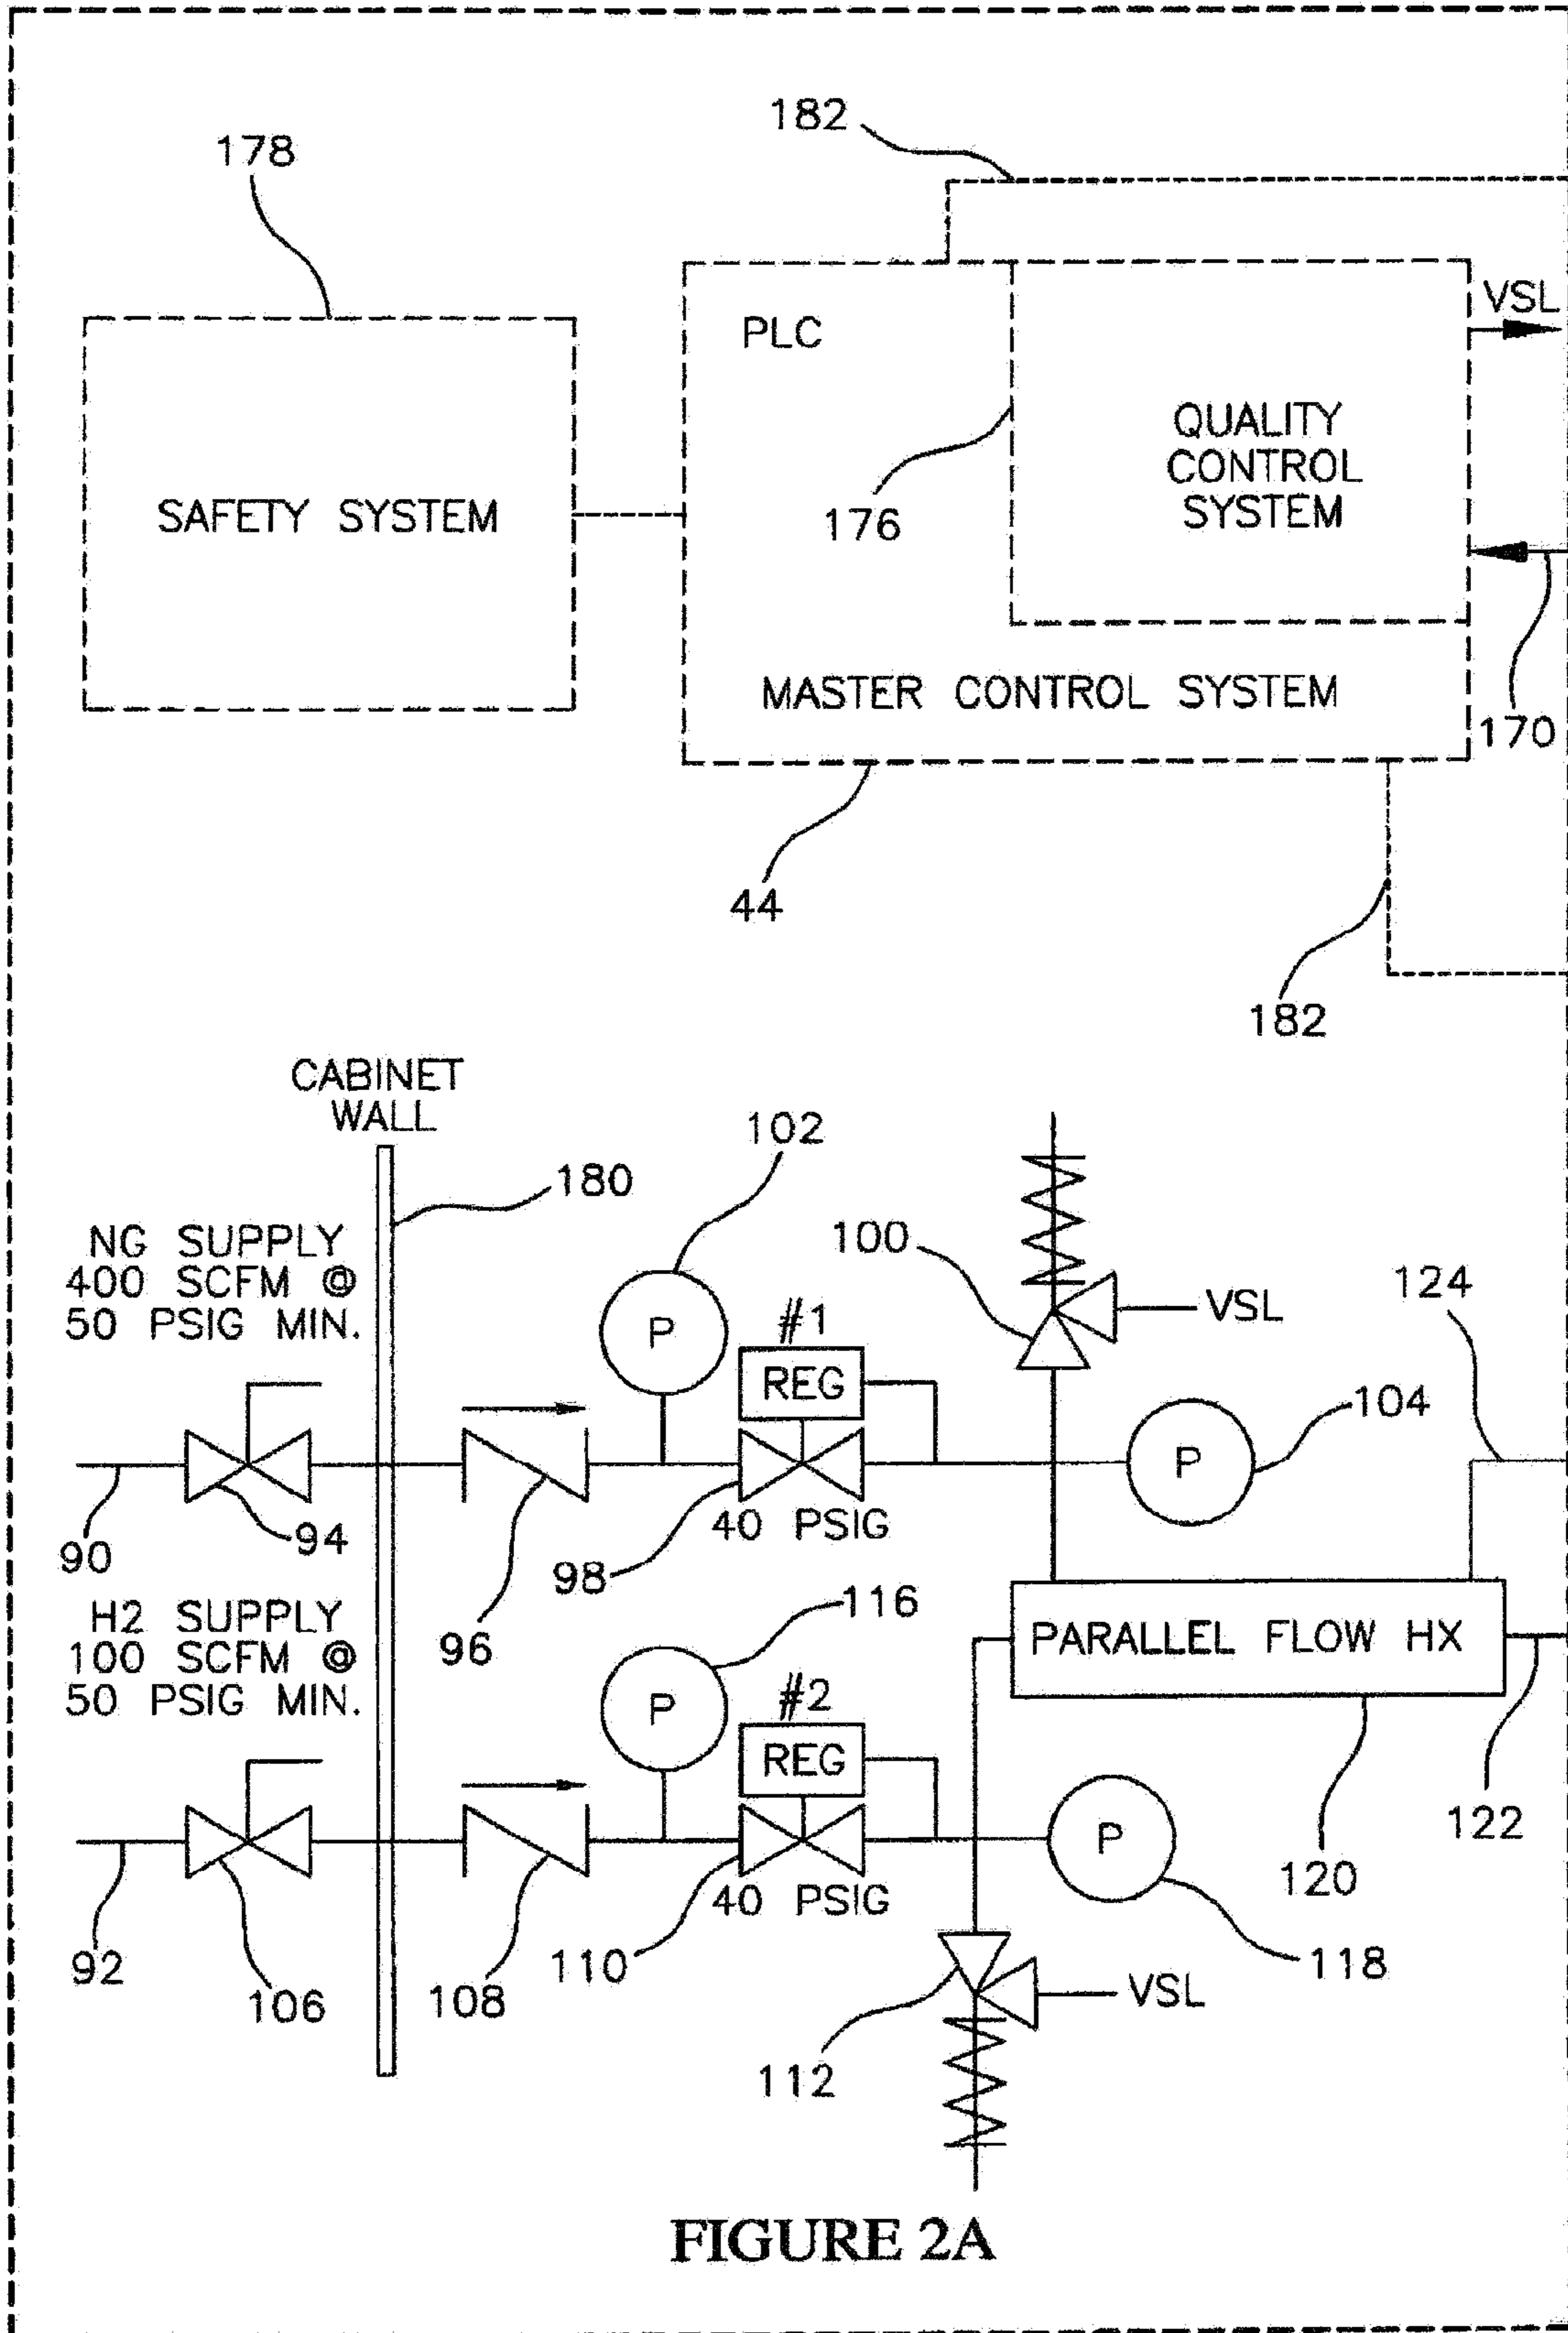 182
178
VSL
PLC
QUALITY
CONTROL
SYSTEM
SAFETY SYSTEM
176
MASTER CONTROL SYSTEM
170
44
182
CABINET
WALL
102
180
NG SUPPLY
400 SCFM @
50 PSIG MIN.
100
124
VSL
#1
P
REG
104
P
40 PSIG
90
94
98
H2 SUPPLY
100 SCFM @
50 PSIG MIN.
96
116
PARALLEL FLOW HX
P
#2
REG
122
P
40 PSIG
120
92
106
108
110
118
VSL
112
FIGURE 2A